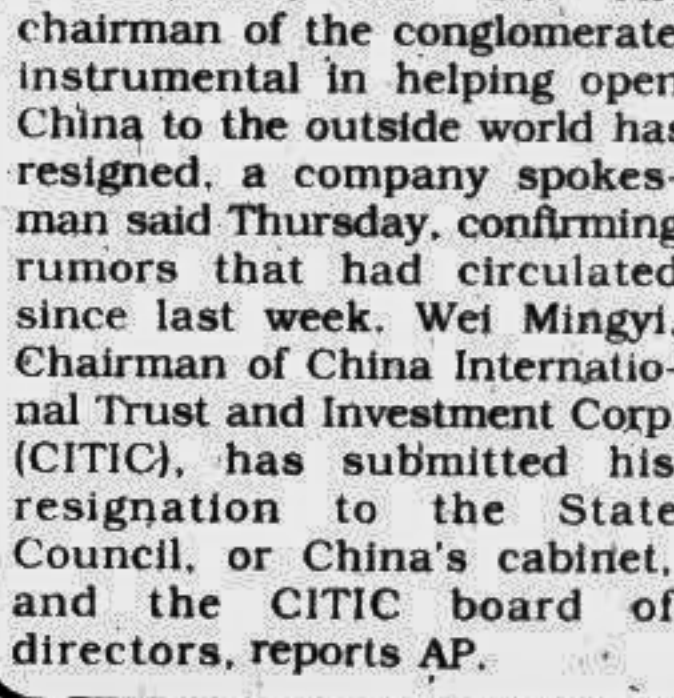 chairman of the conglomerate
instrumental in helping open
China to the outside world has
resigned, a company spokes-
man said Thursday, confirming
rumors that had circulated
since last week. Wei Mingyi,
Chairman of China Internatio-
nal Trust and Investment Corp
(CITIC), has submitted his
resignation to the State
Council, or China's cabinet,
and the CITIC board of
directors, reports AP.